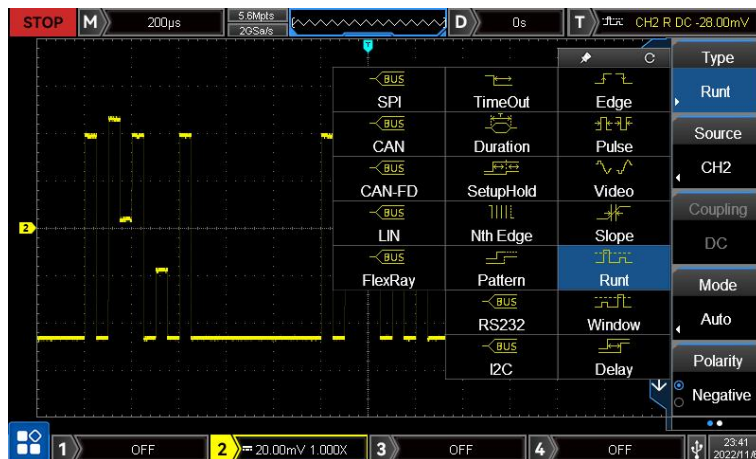 STOP M 200μs 5.6Mpts D 0s T CH2 R DC -28.00mV
2GSa/s
T
C
Type
BUS Runt
SPI TimeOut Edge
BUS Source
CAN Duration Pulse
BUS CH2
CAN-FD SetupHold Video
BUS Coupling
LIN Nth Edge Slope
2
BUS DC
FlexRay Pattern Runt
Mode
BUS
RS232 Window Auto
BUS Polarity
I2C Delay
Negative
1 OFF 2 20.00mV 1.000X 3 OFF 4 OFF 23:41